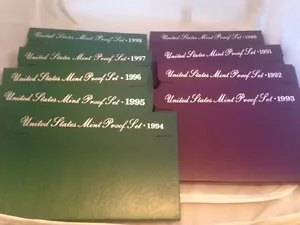 United States Mint Proof Set • 1998
United States Mint Proof Set • 1997
United States Mint Proof Set • 1996
United States Mint Proof Set • 1995
United States Mint Proof Set • 1994
United States Mint Proof Set
United States Mint Proof Set • 1991
United States Mint Proof Set • 1992
United States Mint Proof Set • 1993